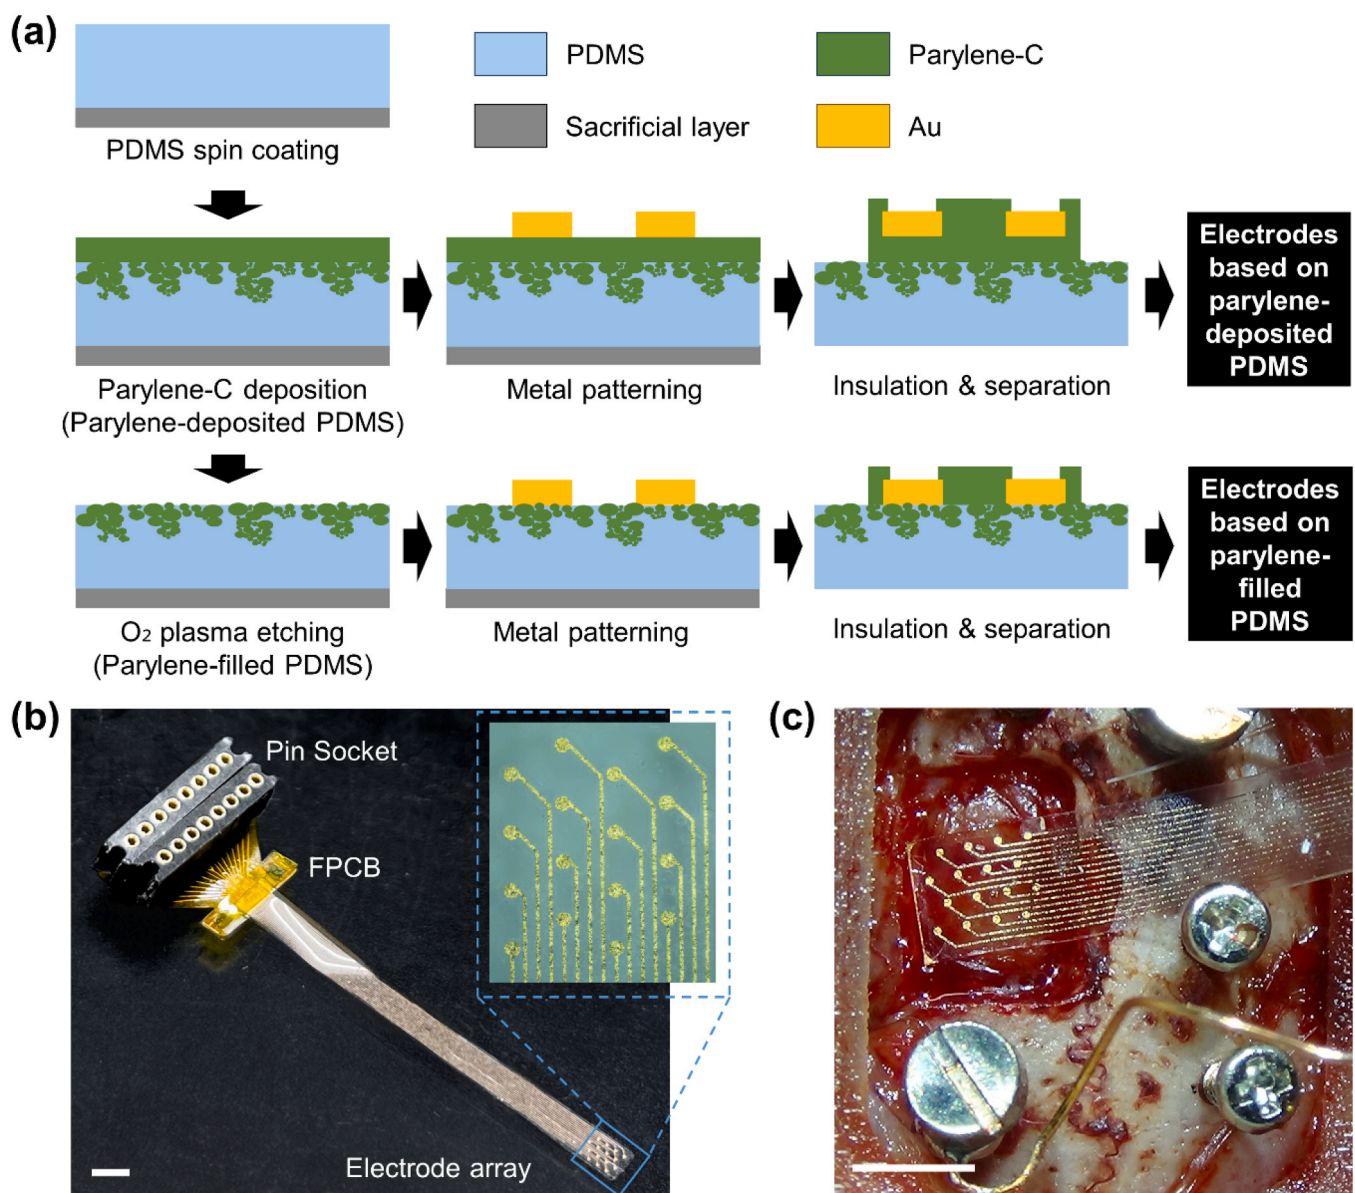 (a)
PDMS
Parylene-C
Sacrificial layer
Au
PDMS spin coating
Parylene-C deposition
(Parylene-deposited PDMS)
Metal patterning
Insulation & separation
Electrodes
based on
parylene-
deposited
PDMS
O₂ plasma etching
(Parylene-filled PDMS)
Metal patterning
Insulation & separation
Electrodes
based on
parylene-
filled
PDMS
(b)
Pin Socket
FPCB
Electrode array
(c)